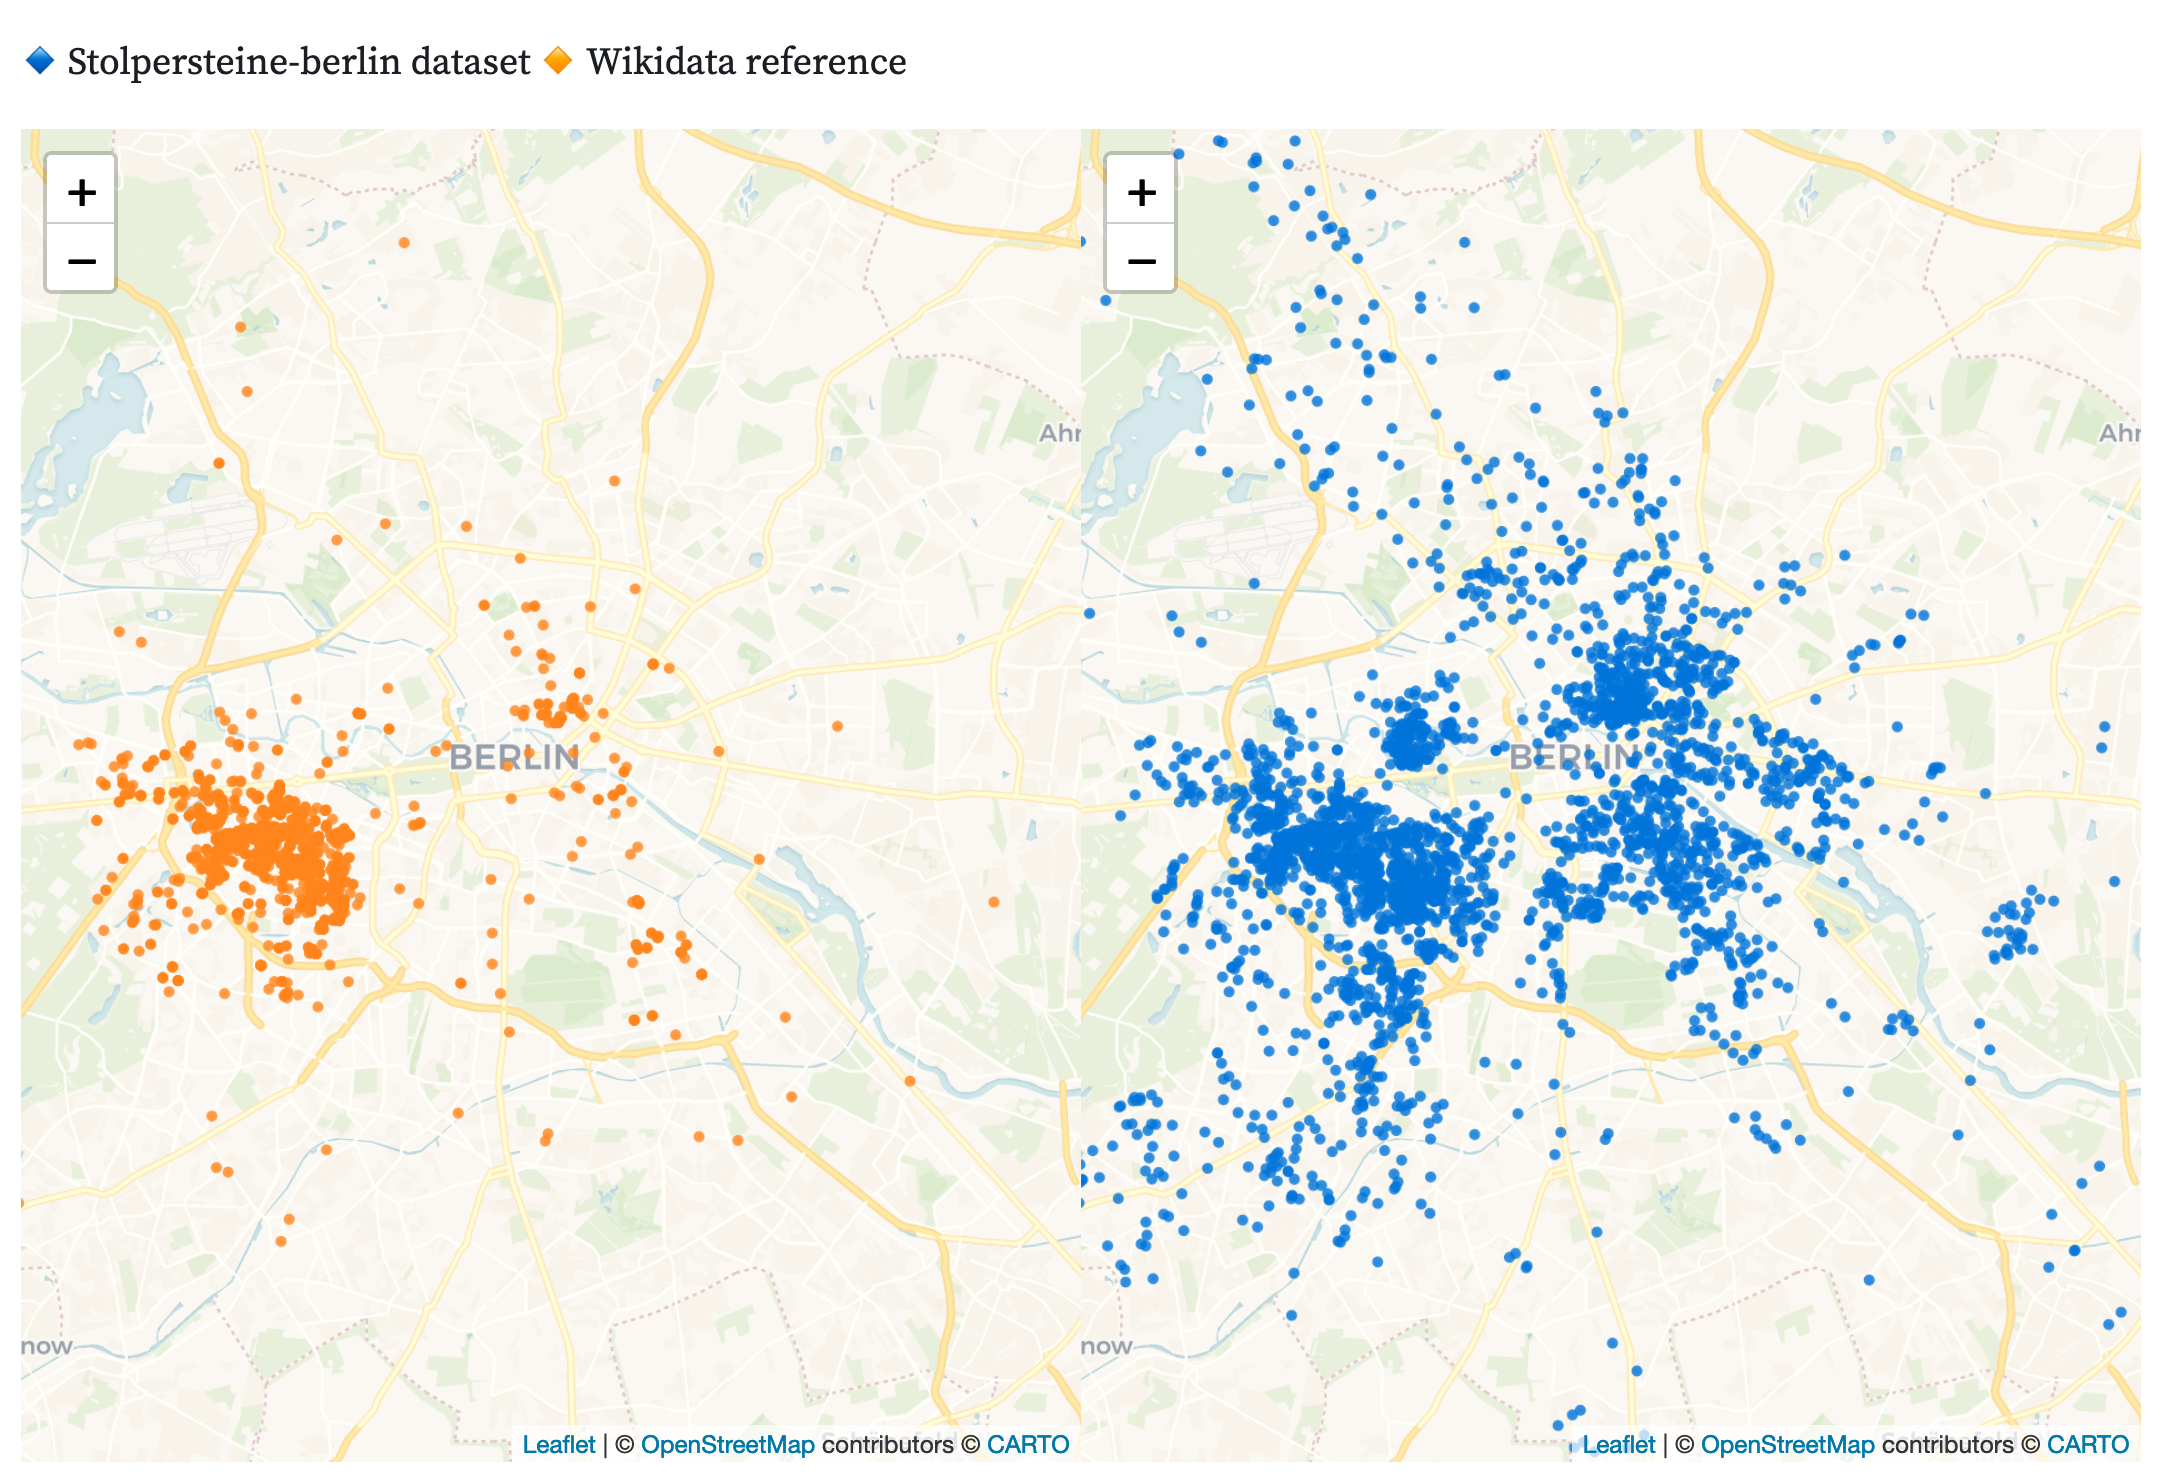 Stolpersteine-berlin dataset Wikidata reference
+
−
+
−
Ahr
Ahr
BERLIN
BERLIN
now
now
Leaflet | © OpenStreetMap contributors © CARTO
Leaflet | © OpenStreetMap contributors © CARTO